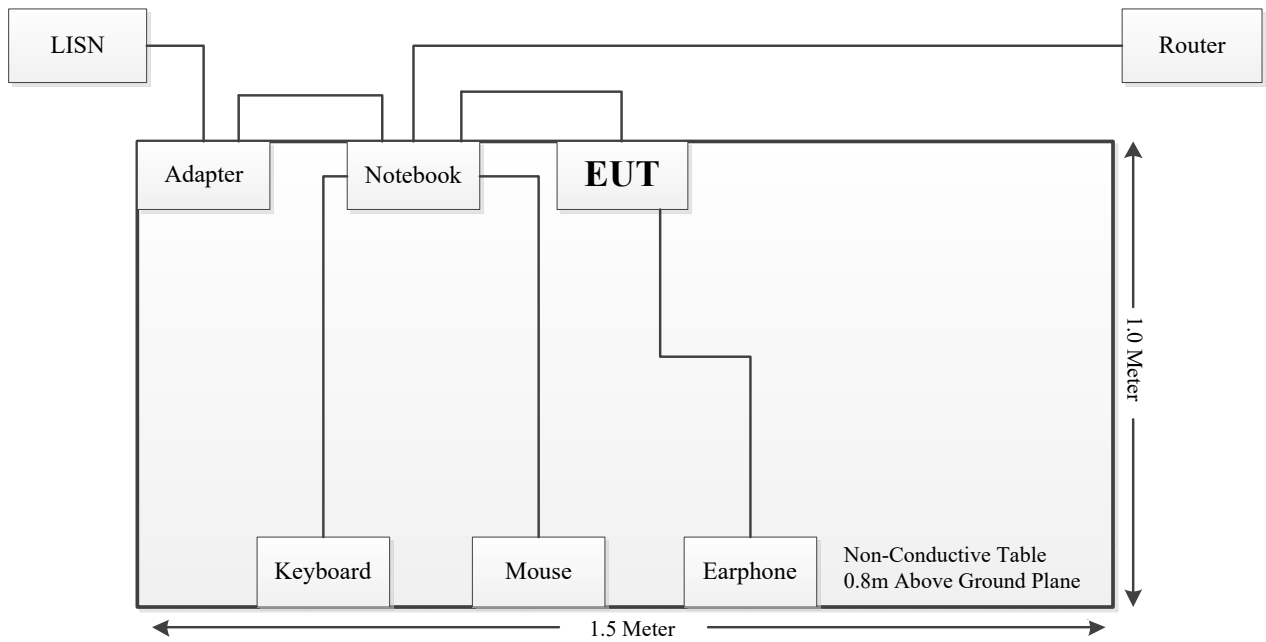 LISN
Router
Adapter
Notebook
EUT
1.0 Meter
Keyboard
Mouse
Earphone
Non-Conductive Table
0.8m Above Ground Plane
1.5 Meter